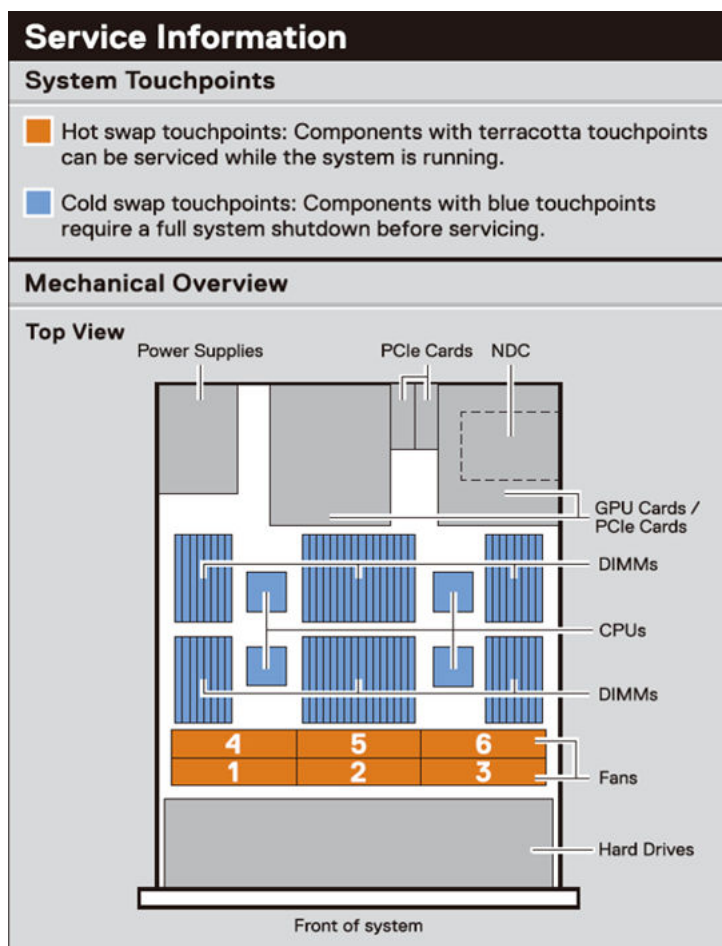 Service Information
System Touchpoints
Hot swap touchpoints: Components with terracotta touchpoints
can be serviced while the system is running.
Cold swap touchpoints: Components with blue touchpoints
require a full system shutdown before servicing.
Mechanical Overview
Top View
Power Supplies
PCIe Cards
NDC
GPU Cards /
PCIe Cards
DIMMs
CPUs
DIMMs
4 5 6
1 2 3
Fans
Hard Drives
Front of system